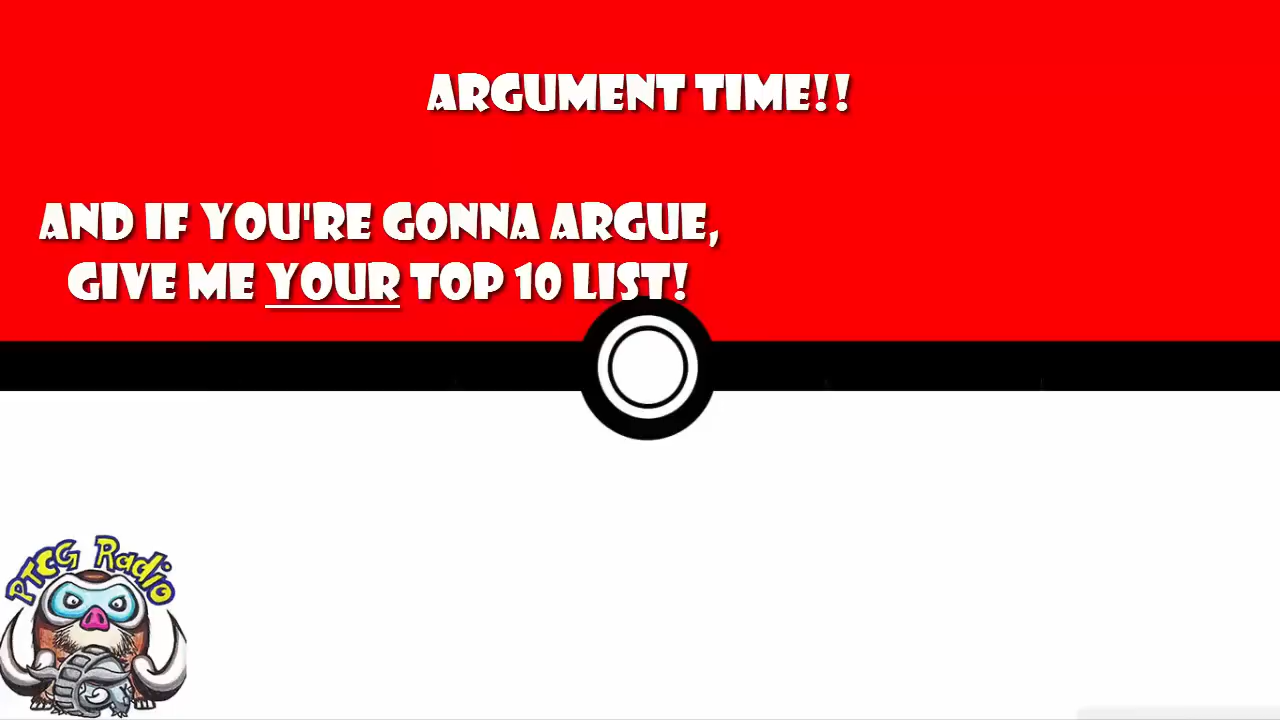 ARGUMENT TIME!!
AND IF YOU'RE GONNA ARGUE,
GIVE ME YOUR TOP 10 LIST!
PTCG Radio